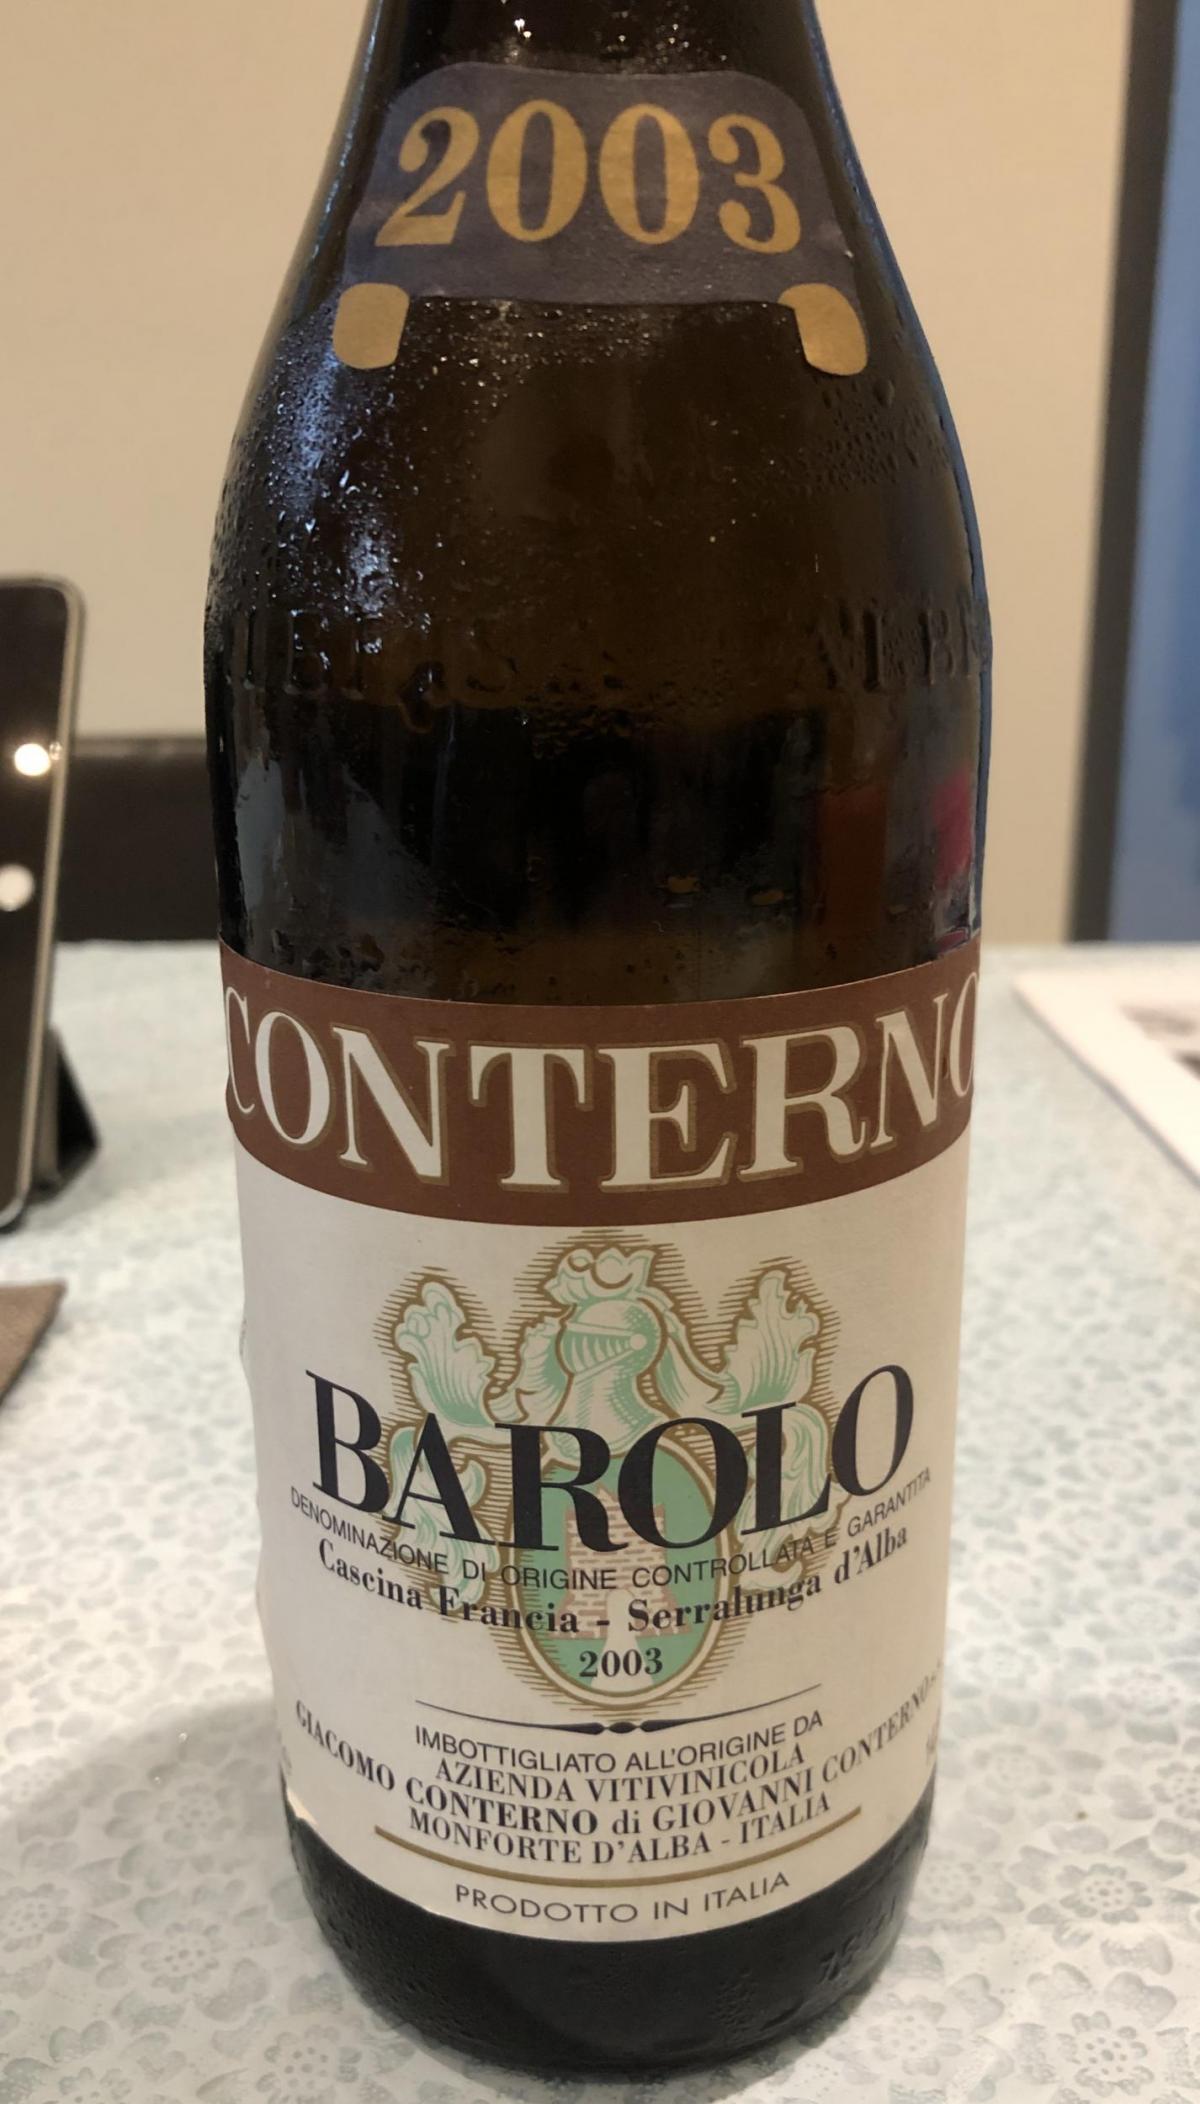 2003
CONTERNO
BAROLO
DENOMINAZIONE DI ORIGINE CONTROLLATA E GARANTITA
Cascina Francia - Serralunga d'Alba
2003
IMBOTTIGLIATO ALL'ORIGINE DA
AZIENDA VITIVINICOLA
GIACOMO CONTERNO di GIOVANNI CONTERNO
MONFORTE D'ALBA - ITALIA
PRODOTTO IN ITALIA